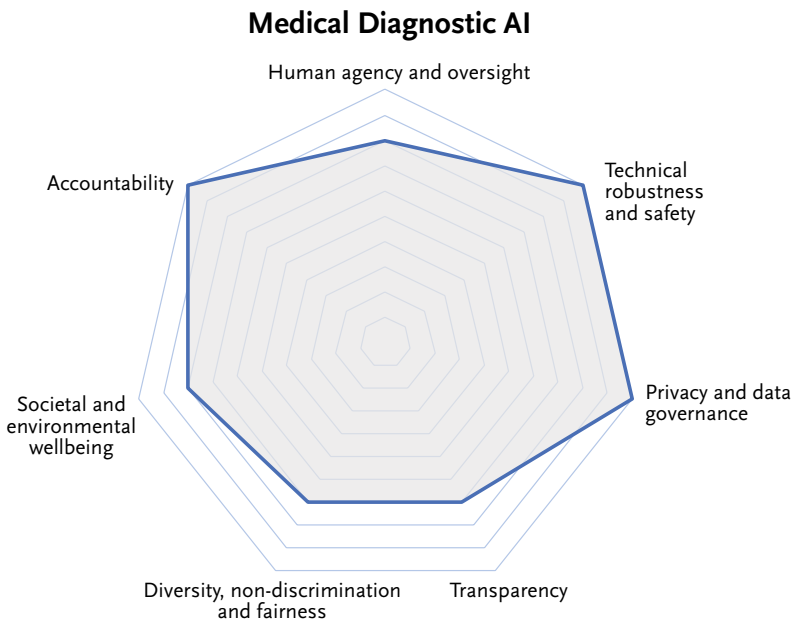 Medical Diagnostic AI
Human agency and oversight
Technical
robustness
and safety
Accountability
Privacy and data
governance
Societal and
environmental
wellbeing
Diversity, non-discrimination
and fairness
Transparency